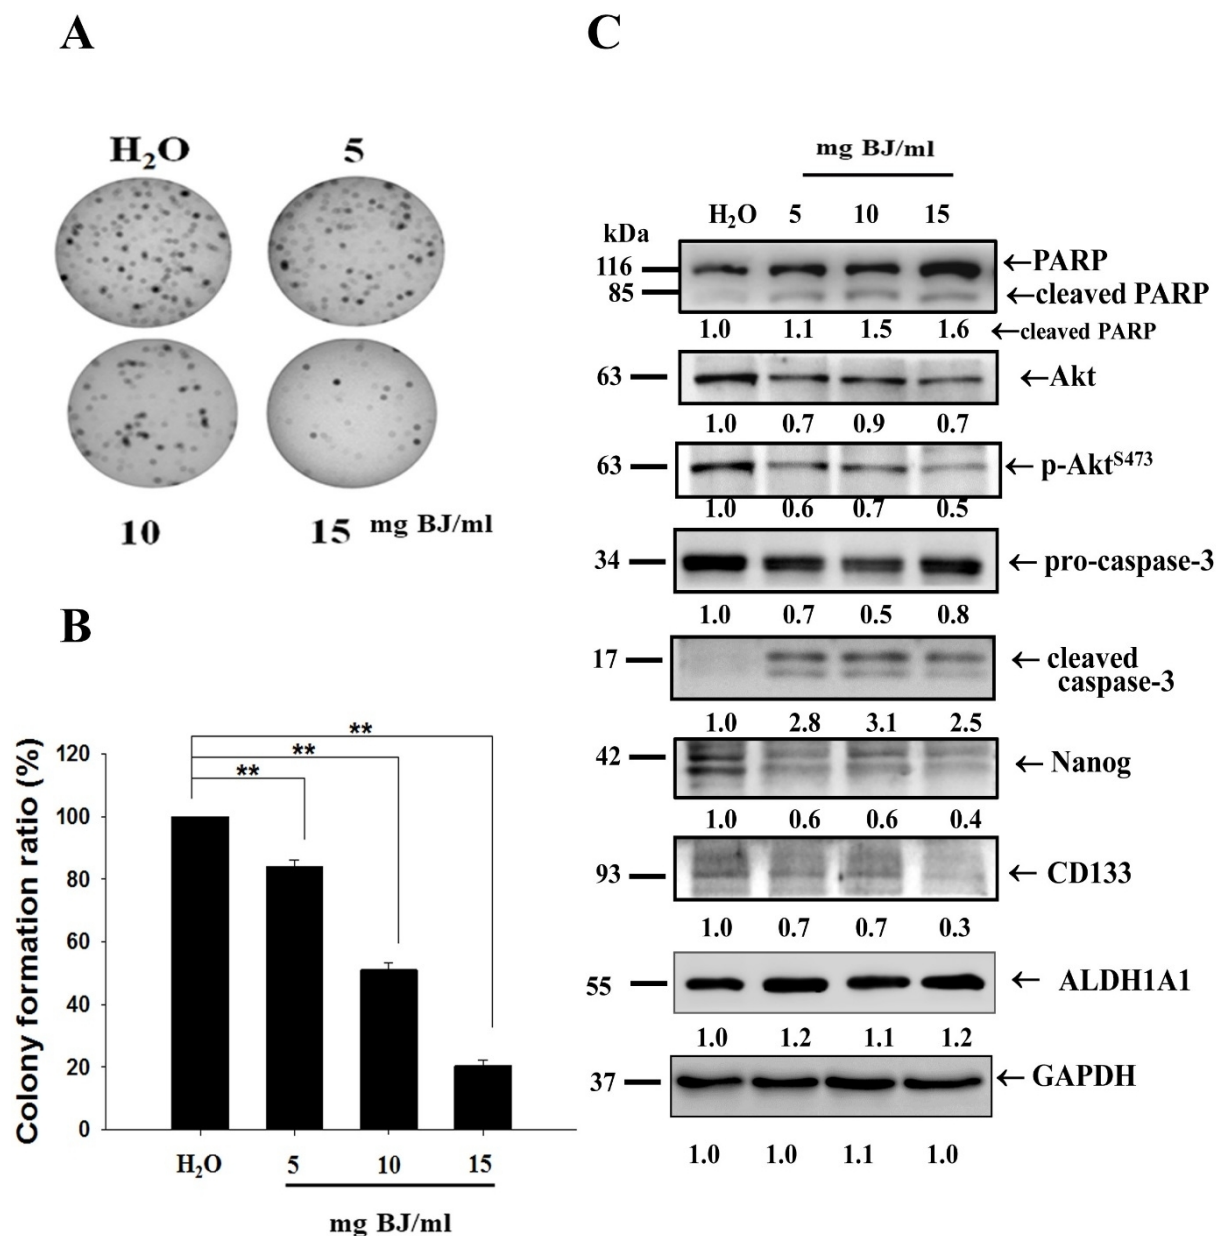 A
H₂O 5
10 15 mg BJ/ml
B
Colony formation ratio (%)
120
100
80
60
40
20
0
**
**
**
H₂O 5 10 15
mg BJ/ml
C
mg BJ/ml
H₂O 5 10 15
kDa
116 ←PARP
85 ←cleaved PARP
1.0 1.1 1.5 1.6 ←cleaved PARP
63 ←Akt
1.0 0.7 0.9 0.7
63 ← p-Akt^S473
1.0 0.6 0.7 0.5
34 ← pro-caspase-3
1.0 0.7 0.5 0.8
17 ← cleaved
caspase-3
1.0 2.8 3.1 2.5
42 ← Nanog
1.0 0.6 0.6 0.4
93 ← CD133
1.0 0.7 0.7 0.3
55 ← ALDH1A1
1.0 1.2 1.1 1.2
37 ← GAPDH
1.0 1.0 1.1 1.0